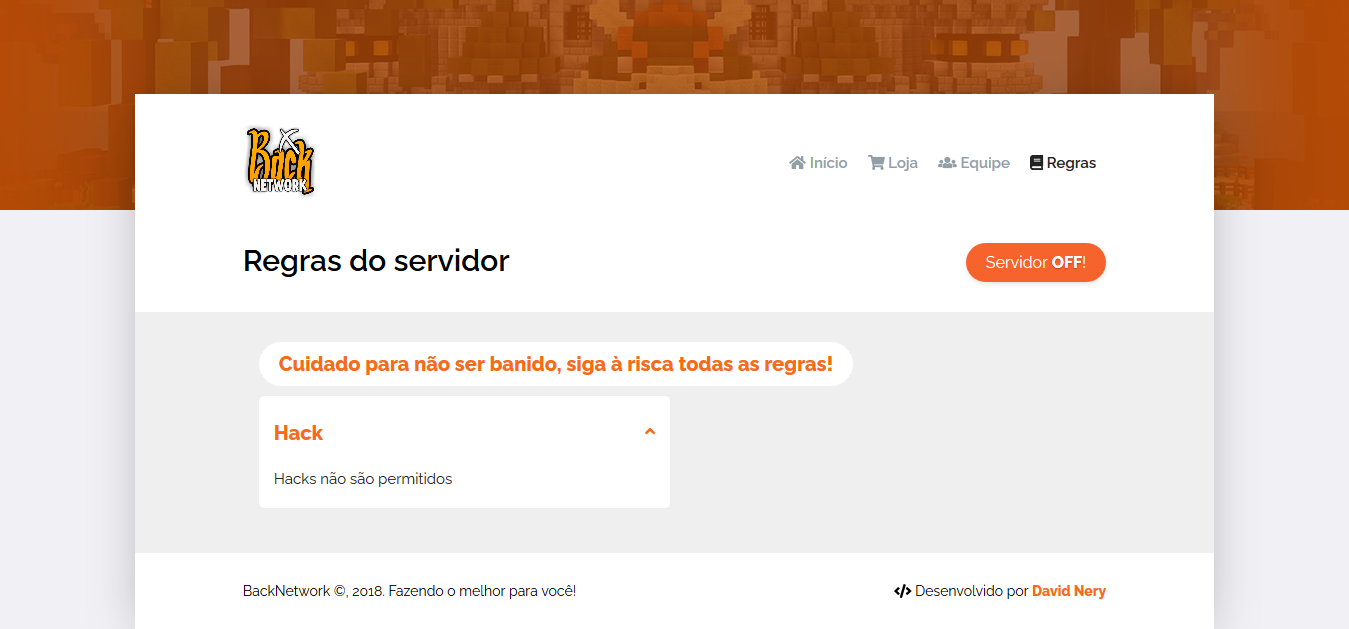 Back
NETWORK
Início Loja Equipe Regras
Regras do servidor
Servidor OFF!
Cuidado para não ser banido, siga à risca todas as regras!
Hack
Hacks não são permitidos
BackNetwork ©, 2018. Fazendo o melhor para você!
Desenvolvido por David Nery